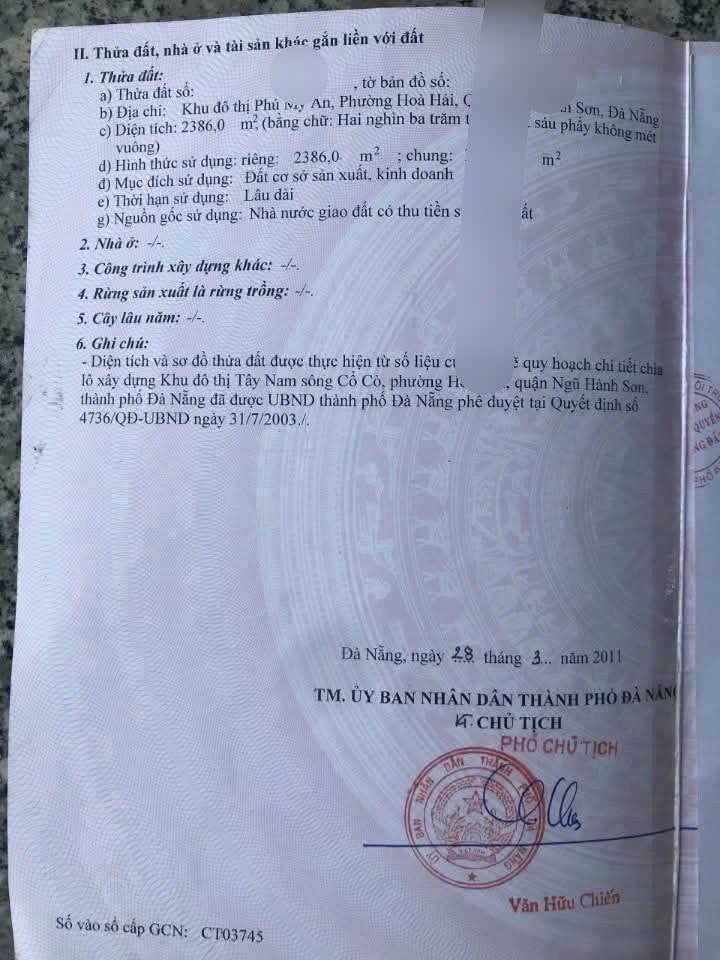 II. Thửa đất, nhà ở và tài sản khác gắn liền với đất
1. Thửa đất:
a) Thửa đất số: , tờ bản đồ số:
b) Địa chỉ: Khu đô thị Phú Mỹ An, Phường Hoà Hải, Q Sơn, Đà Nẵng
c) Diện tích: 2386,0 m² (bằng chữ: Hai nghìn ba trăm t sáu phẩy không mét
vuông)
d) Hình thức sử dụng: riêng: 2386,0 m² ; chung: m²
đ) Mục đích sử dụng: Đất cơ sở sản xuất, kinh doanh
e) Thời hạn sử dụng: Lâu dài
g) Nguồn gốc sử dụng: Nhà nước giao đất có thu tiền s ất
2. Nhà ở: -/-.
3. Công trình xây dựng khác: -/-.
4. Rừng sản xuất là rừng trồng: -/-.
5. Cây lâu năm: -/-.
6. Ghi chú:
- Diện tích và sơ đồ thửa đất được thực hiện từ số liệu quy hoạch chi tiết chia
lô xây dựng Khu đô thị Tây Nam sông Cổ Cò, phường quận Ngũ Hành Sơn,
thành phố Đà Nẵng đã được UBND thành phố Đà Nẵng phê duyệt tại Quyết định số
4736/QĐ-UBND ngày 31/7/2003./.
Đà Nẵng, ngày 28 tháng 3... năm 2011
TM. ỦY BAN NHÂN DÂN THÀNH PHỐ ĐÀ NẴNG
KT. CHỦ TỊCH
PHÓ CHỦ TỊCH
ỦY BAN NHÂN DÂN THÀNH PHỐ ĐÀ NẴNG
Văn Hữu Chiến
Số vào sổ cấp GCN: CT03745